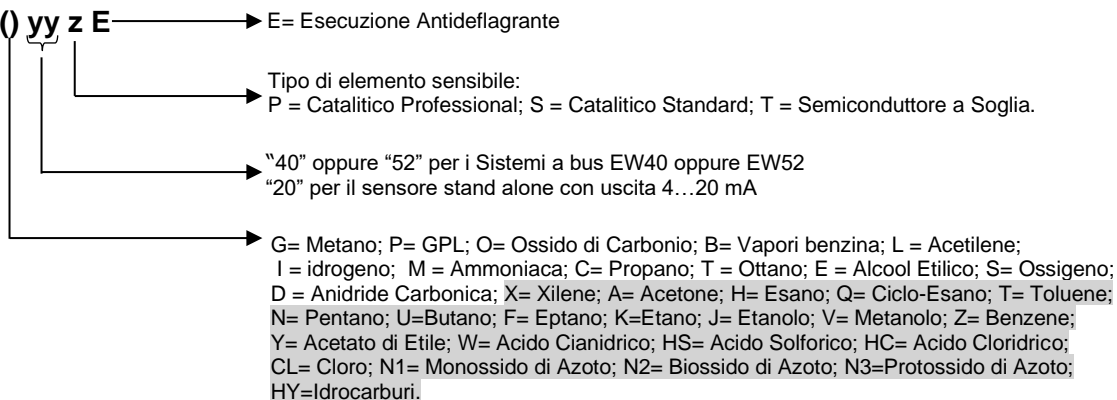 () yy z E
E= Esecuzione Antideflagrante
Tipo di elemento sensibile:
P = Catalitico Professional; S = Catalitico Standard; T = Semiconduttore a Soglia.
“40” oppure “52” per i Sistemi a bus EW40 oppure EW52
“20” per il sensore stand alone con uscita 4…20 mA
G= Metano; P= GPL; O= Ossido di Carbonio; B= Vapori benzina; L = Acetilene;
I = idrogeno; M = Ammoniaca; C= Propano; T = Ottano; E = Alcool Etilico; S= Ossigeno;
D = Anidride Carbonica; X= Xilene; A= Acetone; H= Esano; Q= Ciclo-Esano; T= Toluene;
N= Pentano; U=Butano; F= Eptano; K=Etano; J= Etanolo; V= Metanolo; Z= Benzene;
Y= Acetato di Etile; W= Acido Cianidrico; HS= Acido Solforico; HC= Acido Cloridrico;
CL= Cloro; N1= Monossido di Azoto; N2= Biossido di Azoto; N3=Protossido di Azoto;
HY=Idrocarburi.